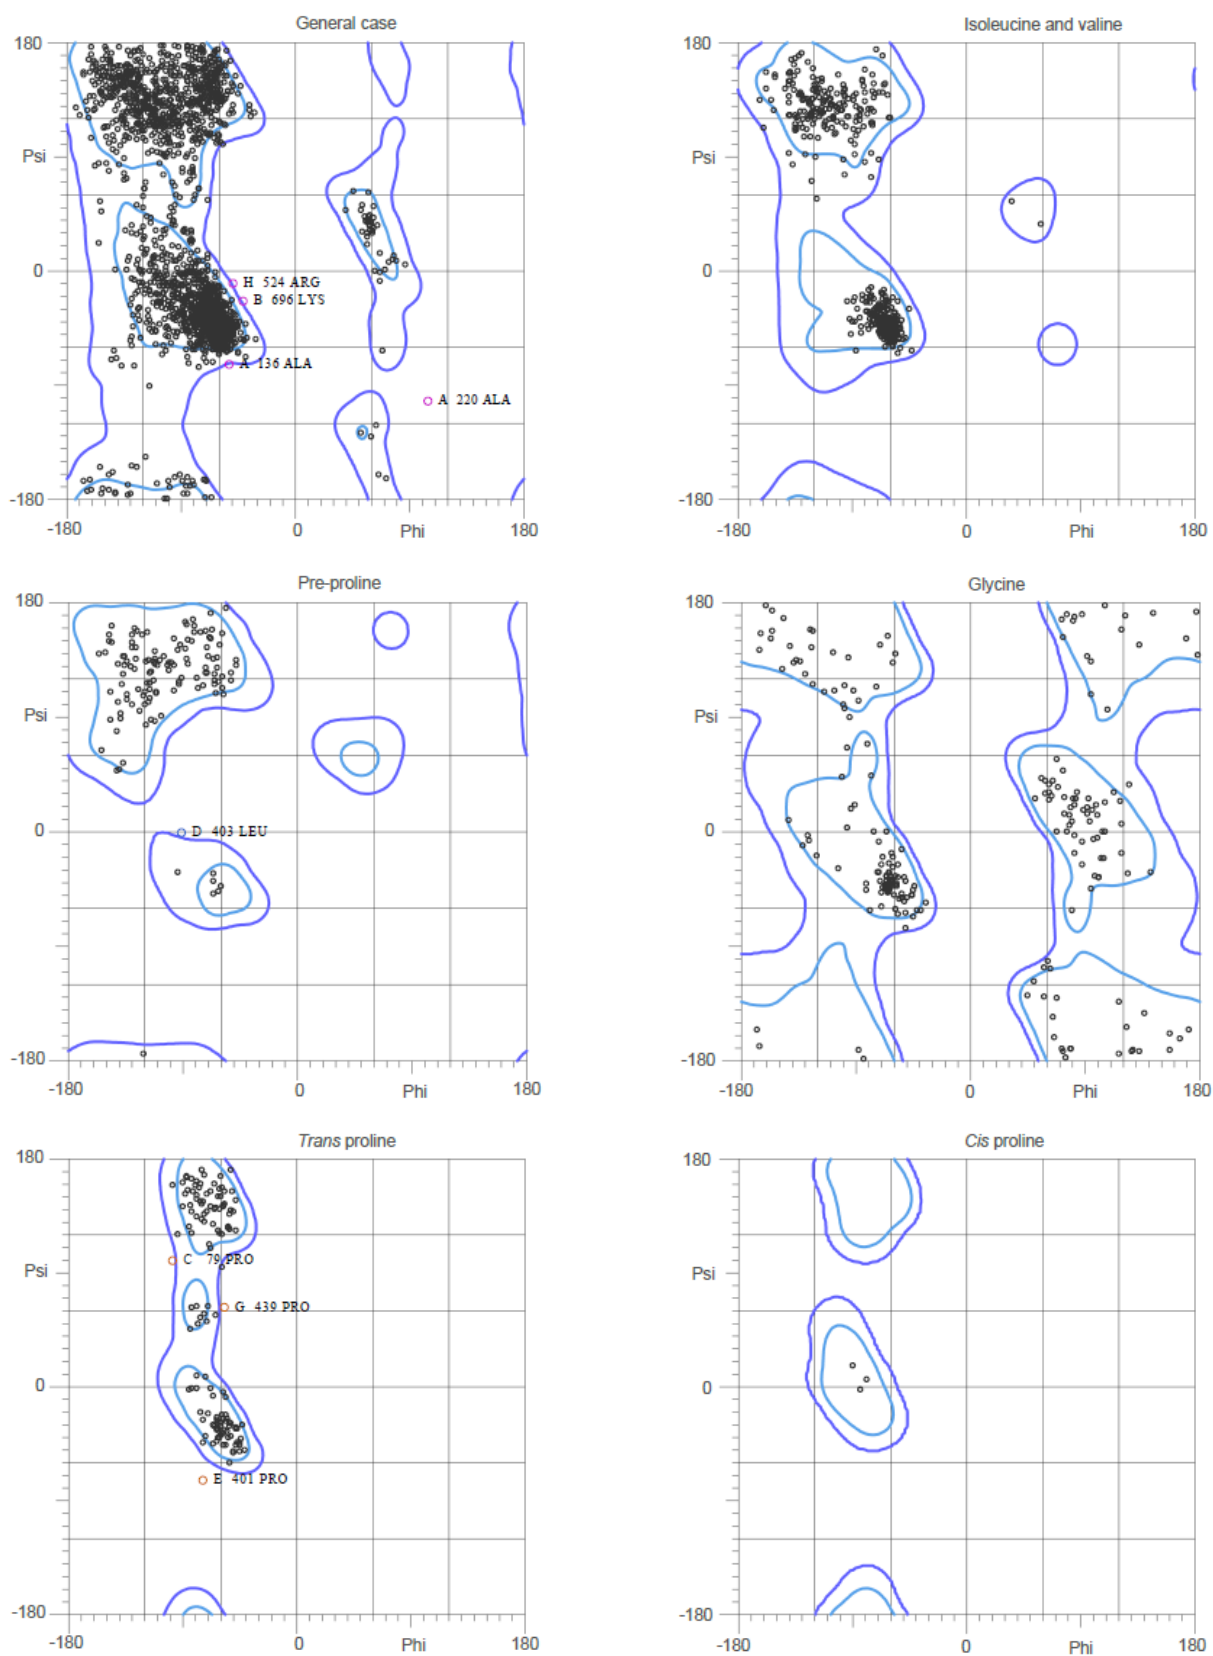 General case
180
Psi
0
-180
-180
0
Phi
180
H 524 ARG
B 696 LYS
A 136 ALA
A 220 ALA
Isoleucine and valine
180
Psi
0
-180
-180
0
Phi
180
Pre-proline
180
Psi
0
-180
-180
0
Phi
180
D 403 LEU
Glycine
180
Psi
0
-180
-180
0
Phi
180
Trans proline
180
Psi
0
-180
-180
0
Phi
180
C 79 PRO
G 439 PRO
E 401 PRO
Cis proline
180
Psi
0
-180
-180
0
Phi
180